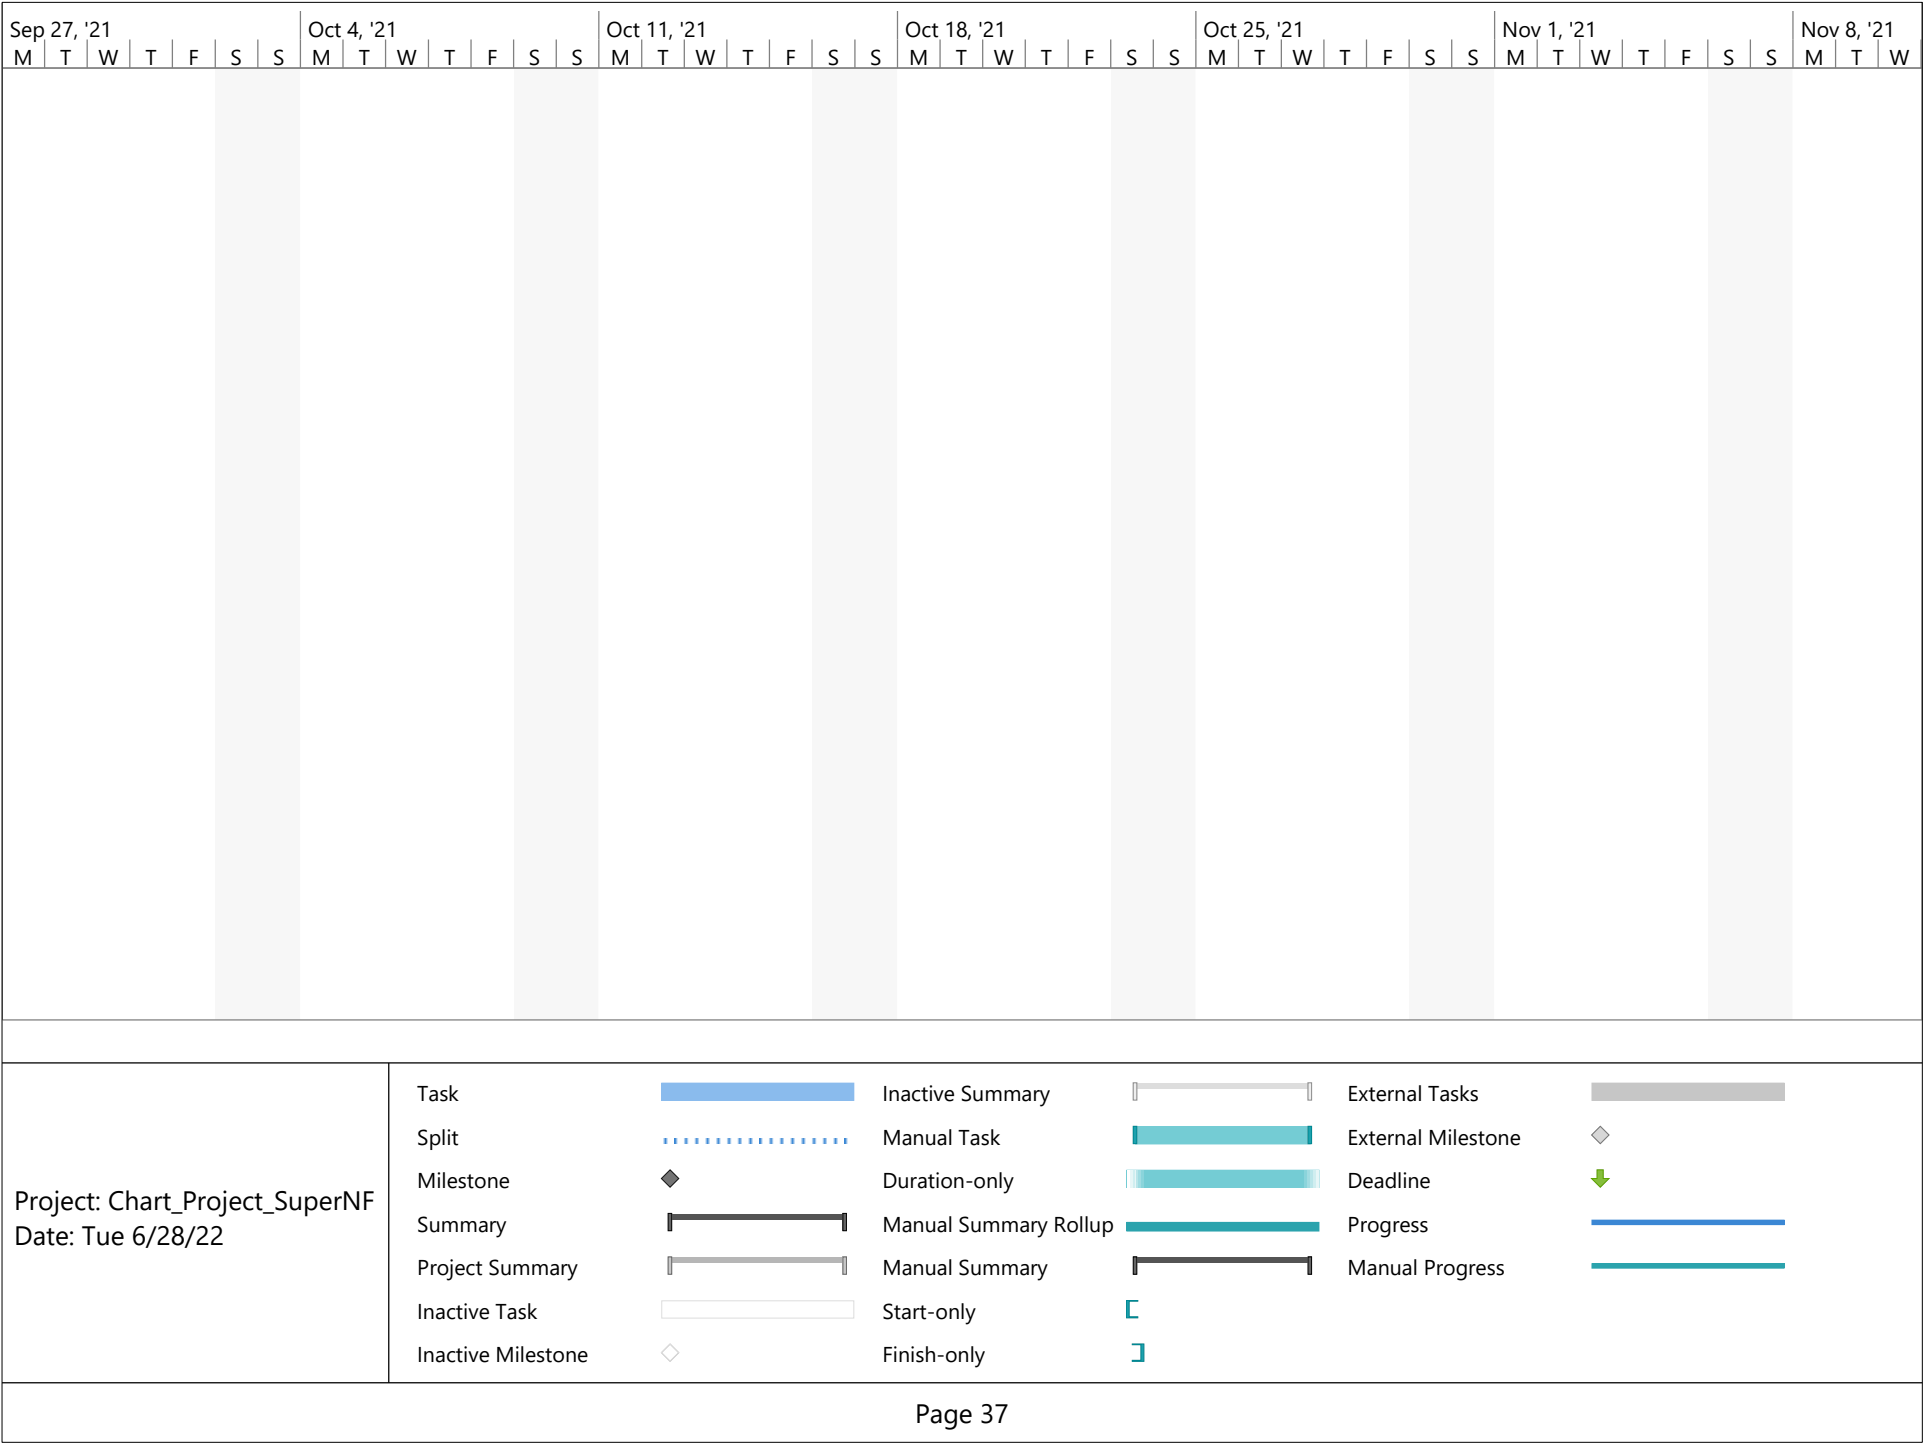 Sep 27, '21 Oct 4, '21 Oct 11, '21 Oct 18, '21 Oct 25, '21 Nov 1, '21 Nov 8, '21
M T W T F S S M T W T F S S M T W T F S S M T W T F S S M T W T F S S M T W T F S S M T W
Project: Chart_Project_SuperNF
Date: Tue 6/28/22
Task
Split
Milestone
Summary
Project Summary
Inactive Task
Inactive Milestone
Inactive Summary
Manual Task
Duration-only
Manual Summary Rollup
Manual Summary
Start-only
Finish-only
External Tasks
External Milestone
Deadline
Progress
Manual Progress
Page 37